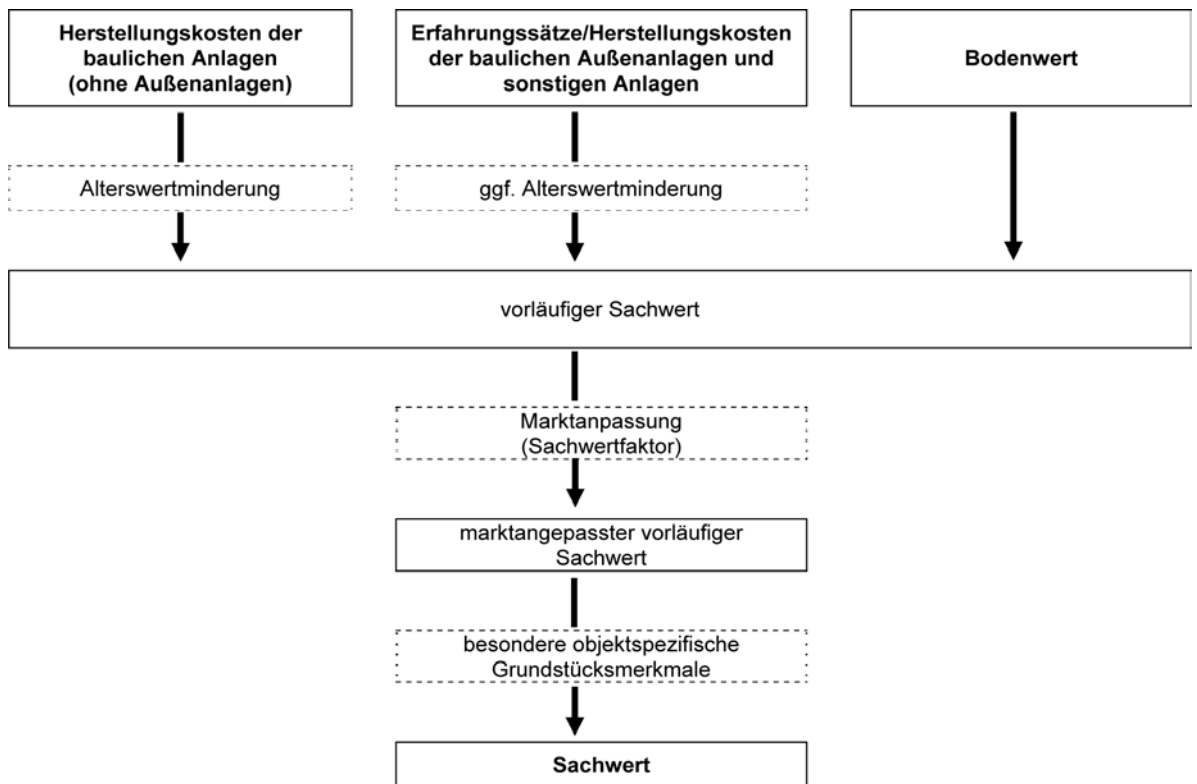 Herstellungskosten der
baulichen Anlagen
(ohne Außenanlagen)
Erfahrungssätze/Herstellungskosten
der baulichen Außenanlagen und
sonstigen Anlagen
Bodenwert
Alterswertminderung
ggf. Alterswertminderung
vorläufiger Sachwert
Marktanpassung
(Sachwertfaktor)
marktangepasster vorläufiger
Sachwert
besondere objektspezifische
Grundstücksmerkmale
Sachwert